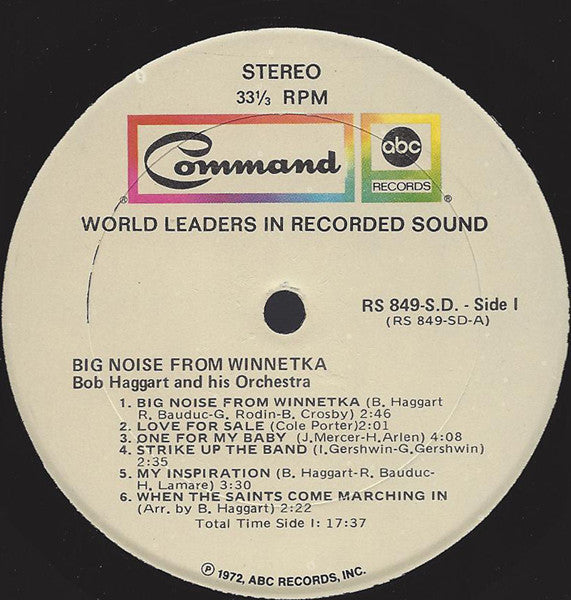 STEREO
33⅓ RPM
Command
abc
RECORDS
® ®
WORLD LEADERS IN RECORDED SOUND
RS 849-S.D. - Side I
(RS 849-SD-A)
BIG NOISE FROM WINNETKA
Bob Haggart and his Orchestra
1. BIG NOISE FROM WINNETKA (B. Haggart
R. Bauduc-G. Rodin-B. Crosby) 2:46
2. LOVE FOR SALE (Cole Porter)2:01
3. ONE FOR MY BABY (J.Mercer-H.Arlen) 4:08
4. STRIKE UP THE BAND (I.Gershwin-G.Gershwin)
2:35
5. MY INSPIRATION (B. Haggart-R. Bauduc-
H. Lamare) 3:30
6. WHEN THE SAINTS COME MARCHING IN
(Arr. by B. Haggart) 2:22
Total Time Side I: 17:37
℗ 1972, ABC RECORDS, INC.